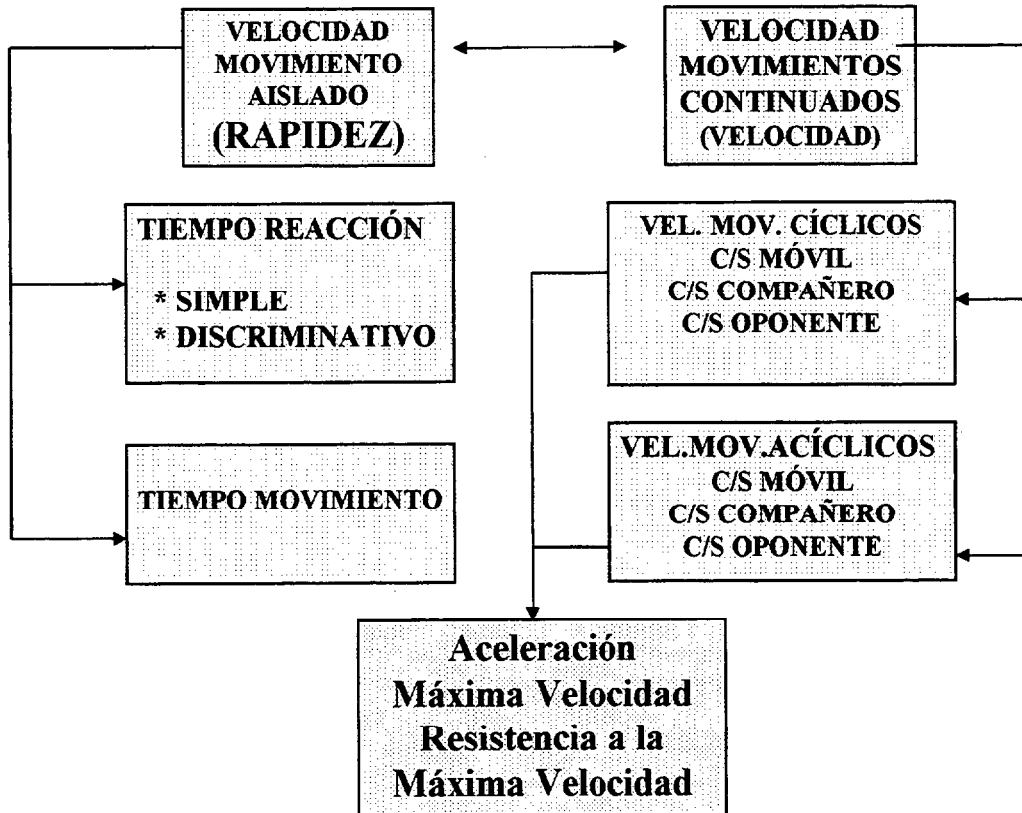 VELOCIDAD
MOVIMIENTO
AISLADO
(RAPIDEZ)
VELOCIDAD
MOVIMIENTOS
CONTINUADOS
(VELOCIDAD)
TIEMPO REACCIÓN
* SIMPLE
* DISCRIMINATIVO
VEL. MOV. CÍCLICOS
C/S MÓVIL
C/S COMPAÑERO
C/S OPONENTE
TIEMPO MOVIMIENTO
VEL.MOV.ACÍCLICOS
C/S MÓVIL
C/S COMPAÑERO
C/S OPONENTE
Aceleración
Máxima Velocidad
Resistencia a la
Máxima Velocidad